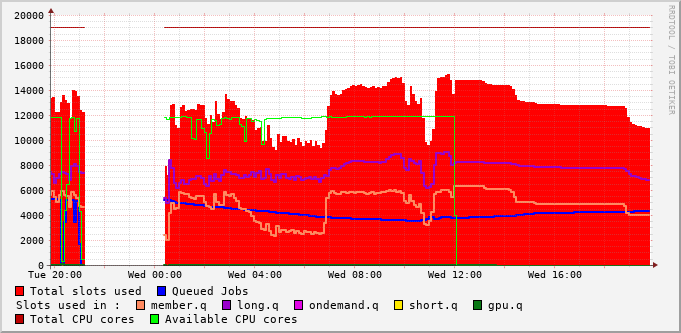 20000
18000
16000
14000
12000
10000
8000
6000
4000
2000
0
Tue 20:00 Wed 00:00 Wed 04:00 Wed 08:00 Wed 12:00 Wed 16:00
Total slots used Queued Jobs
Slots used in : member.q long.q ondemand.q short.q gpu.q
Total CPU cores Available CPU cores
RRDTOOL / TOBI OETIKER